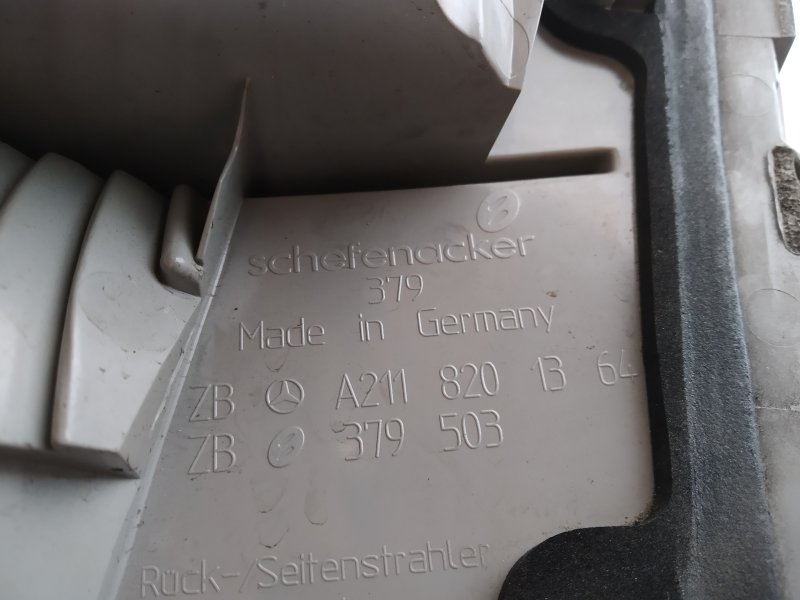 schefenacker
379
Made in Germany
ZB A211 820 13 64
ZB 379 503
Rück-/Seitenstrahler